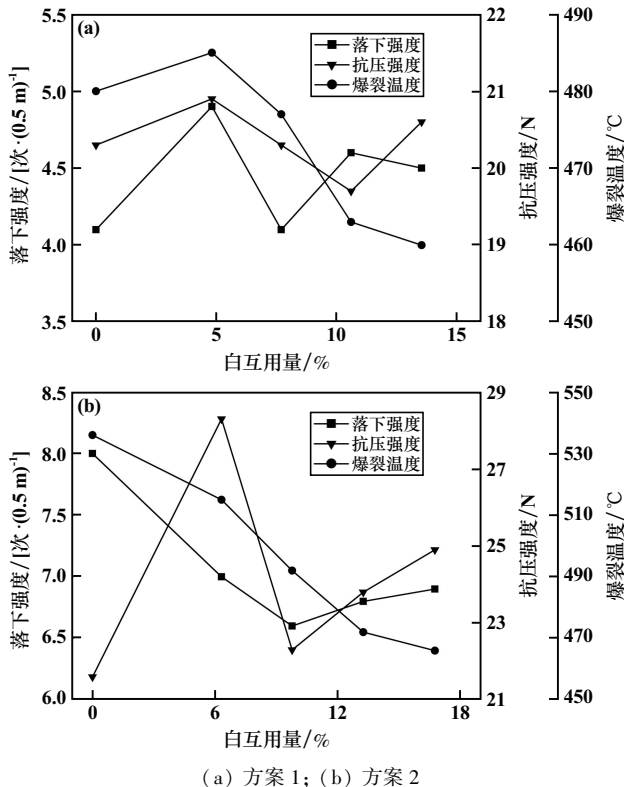 5.5
(a)
5.0
4.5
4.0
3.5
落下强度/[次·(0.5 m)⁻¹]
落下强度
抗压强度
爆裂温度
22
21
20
19
18
抗压强度/N
490
480
470
460
450
爆裂温度/℃
0 5 10 15
白互用量/%
8.5
(b)
8.0
7.5
7.0
6.5
6.0
落下强度/[次·(0.5 m)⁻¹]
落下强度
抗压强度
爆裂温度
29
27
25
23
21
抗压强度/N
550
530
510
490
470
450
爆裂温度/℃
0 6 12 18
白互用量/%
(a) 方案 1; (b) 方案 2